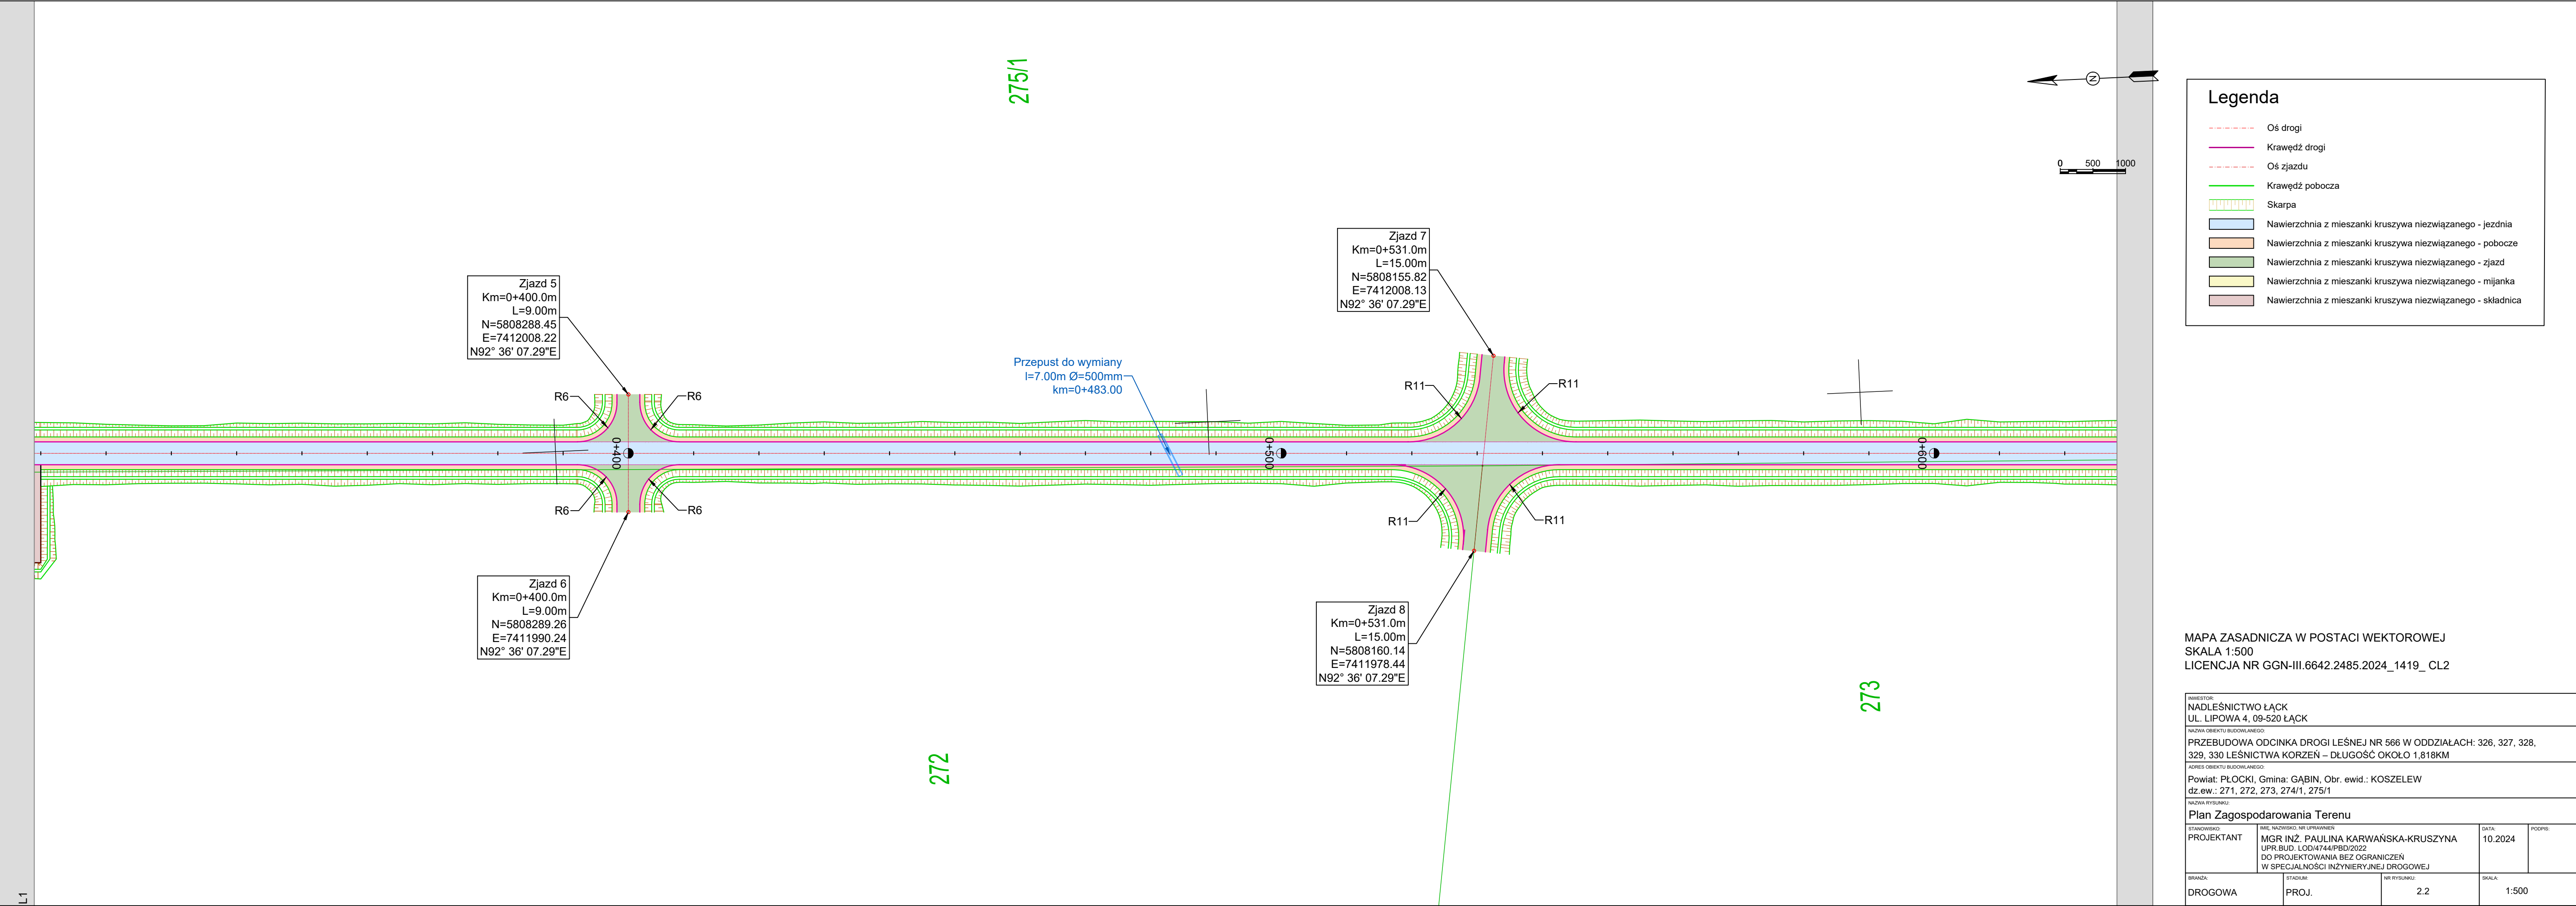 275/1
N
0 500 1000
Legenda
Oś drogi
Krawędź drogi
Oś zjazdu
Krawędź pobocza
Skarpa
Nawierzchnia z mieszanki kruszywa niezwiązanego - jezdnia
Nawierzchnia z mieszanki kruszywa niezwiązanego - pobocze
Nawierzchnia z mieszanki kruszywa niezwiązanego - zjazd
Nawierzchnia z mieszanki kruszywa niezwiązanego - mijanka
Nawierzchnia z mieszanki kruszywa niezwiązanego - składnica
Zjazd 7
Km=0+531.0m
L=15.00m
N=5808155.82
E=7412008.13
N92° 36' 07.29"E
Zjazd 5
Km=0+400.0m
L=9.00m
N=5808288.45
E=7412008.22
N92° 36' 07.29"E
Przepust do wymiany
l=7.00m Ø=500mm
km=0+483.00
R6
R6
R11
R11
0+400
0+500
0+600
R6
R6
R11
R11
Zjazd 6
Km=0+400.0m
L=9.00m
N=5808289.26
E=7411990.24
N92° 36' 07.29"E
Zjazd 8
Km=0+531.0m
L=15.00m
N=5808160.14
E=7411978.44
N92° 36' 07.29"E
273
272
L1
MAPA ZASADNICZA W POSTACI WEKTOROWEJ
SKALA 1:500
LICENCJA NR GGN-III.6642.2485.2024_1419_ CL2
INWESTOR:
NADLEŚNICTWO ŁĄCK
UL. LIPOWA 4, 09-520 ŁĄCK
NAZWA OBIEKTU BUDOWLANEGO:
PRZEBUDOWA ODCINKA DROGI LEŚNEJ NR 566 W ODDZIAŁACH: 326, 327, 328,
329, 330 LEŚNICTWA KORZEŃ – DŁUGOŚĆ OKOŁO 1,818KM
ADRES OBIEKTU BUDOWLANEGO:
Powiat: PŁOCKI, Gmina: GĄBIN, Obr. ewid.: KOSZELEW
dz.ew.: 271, 272, 273, 274/1, 275/1
NAZWA RYSUNKU:
Plan Zagospodarowania Terenu
STANOWISKO:
PROJEKTANT
IMIĘ, NAZWISKO, NR UPRAWNIEŃ
MGR INŻ. PAULINA KARWAŃSKA-KRUSZYNA
UPR.BUD. LOD/4744/PBD/2022
DO PROJEKTOWANIA BEZ OGRANICZEŃ
W SPECJALNOŚCI INŻYNIERYJNEJ DROGOWEJ
DATA:
10.2024
PODPIS:
BRANŻA:
DROGOWA
STADIUM:
PROJ.
NR RYSUNKU:
2.2
SKALA:
1:500